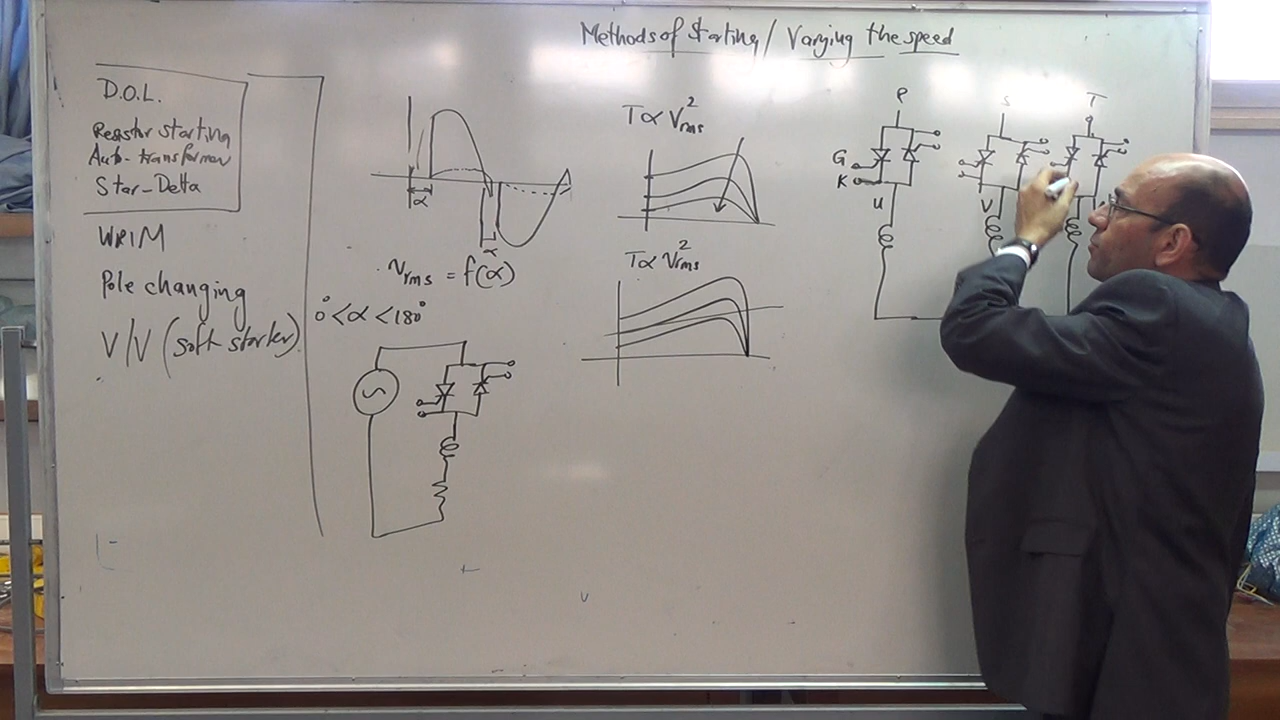 Methods of Starting / Varying the speed
D.O.L.
Resistor starting
Auto-transformer
Star-Delta
WRIM
Pole changing
V/V (soft starter)
α
α
Vrms = f(α)
0° < α < 180°
T∝ V²rms
T∝ V²rms
P
S
T
G
K
U
V